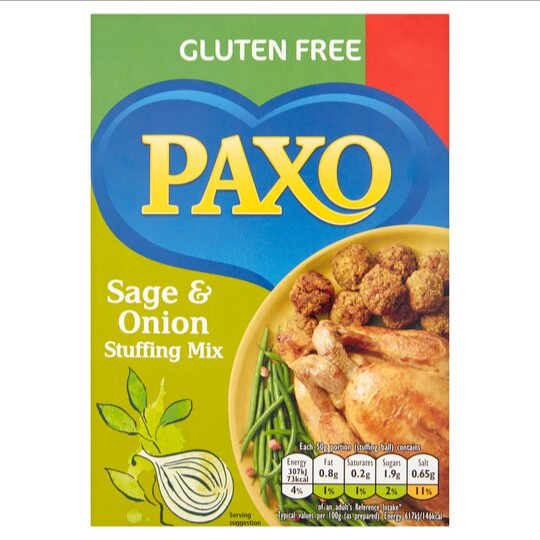 GLUTEN FREE
PAXO
Sage &
Onion
Stuffing Mix
Each 50g portion (stuffing ball) contains
Energy
307kJ
73kcal
4%
Fat
0.8g
1%
Saturates
0.2g
1%
Sugars
1.9g
2%
Salt
0.65g
11%
of an adult's Reference Intake*
Typical values per 100g (as prepared) Energy 617kJ/146kcal
Serving
suggestion